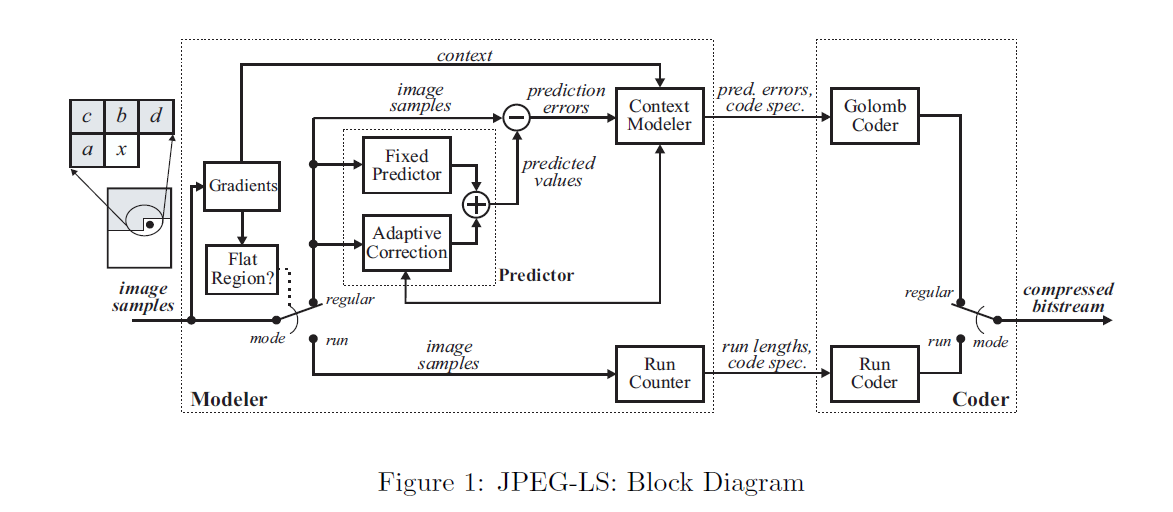 context
image
samples
prediction
errors
pred. errors,
code spec.
c b d
a x
Context
Modeler
Golomb
Coder
Fixed
Predictor
predicted
values
Gradients
Adaptive
Correction
Flat
Region?
Predictor
image
samples
regular
mode
run
image
samples
Run
Counter
run lengths,
code spec.
Run
Coder
regular
run
mode
compressed
bitstream
Modeler
Coder
Figure 1: JPEG-LS: Block Diagram